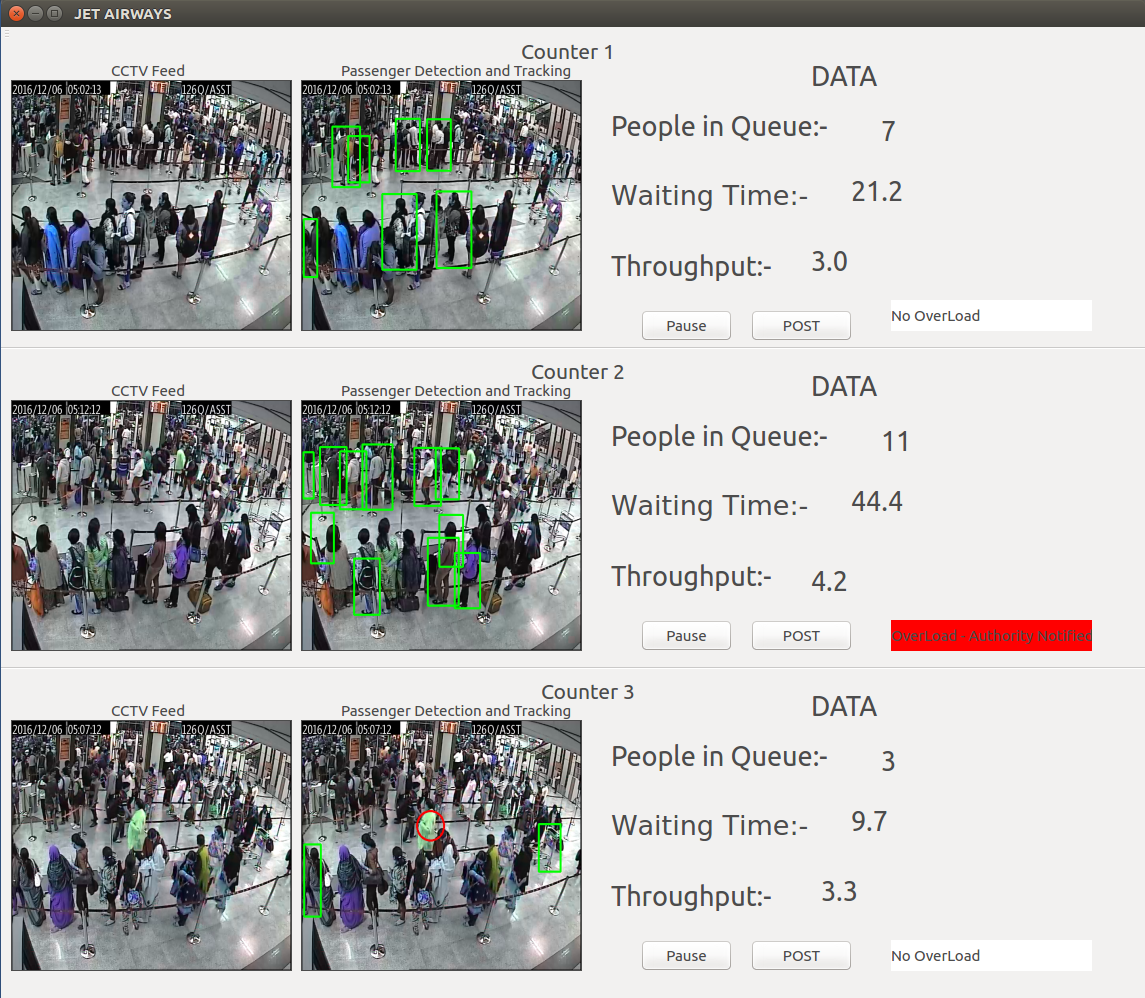 JET AIRWAYS
Counter 1
CCTV Feed
Passenger Detection and Tracking
DATA
2016/12/06 05:02:13 126Q/ASST
2016/12/06 05:02:13 126Q/ASST
People in Queue:- 7
Waiting Time:- 21.2
Throughput:- 3.0
Pause
POST
No OverLoad
Counter 2
CCTV Feed
Passenger Detection and Tracking
DATA
2016/12/06 05:12:12 126Q/ASST
2016/12/06 05:12:12 126Q/ASST
People in Queue:- 11
Waiting Time:- 44.4
Throughput:- 4.2
Pause
POST
OverLoad - Authority Notified
Counter 3
CCTV Feed
Passenger Detection and Tracking
DATA
2016/12/06 05:07:12 126Q/ASST
2016/12/06 05:07:12 126Q/ASST
People in Queue:- 3
Waiting Time:- 9.7
Throughput:- 3.3
Pause
POST
No OverLoad